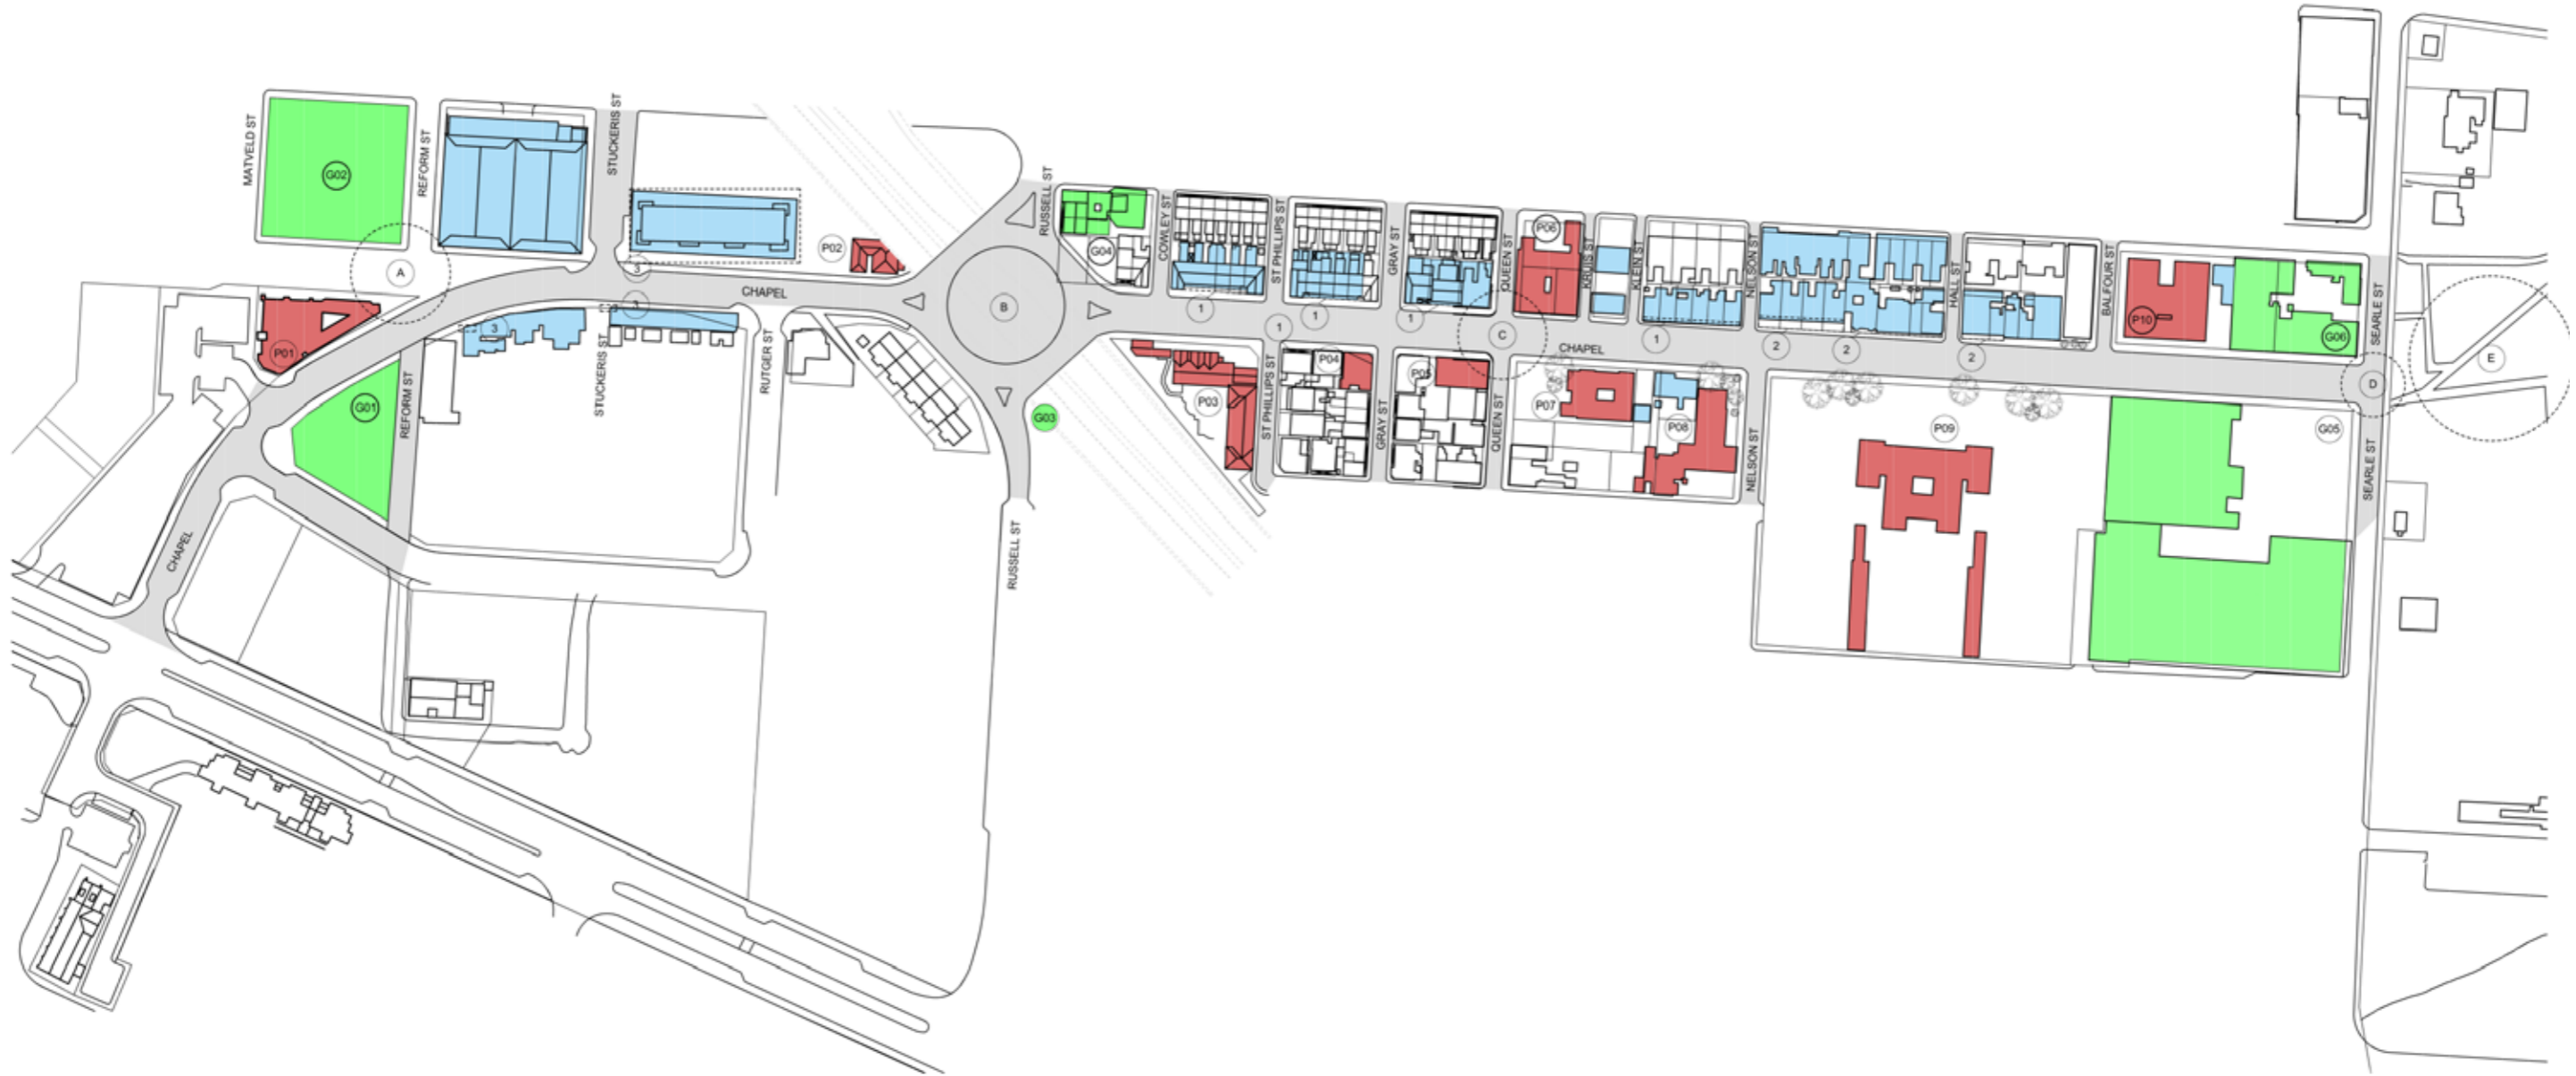 MATVELD ST
G02
REFORM ST
STUCKERIS ST
A
P01
3
3
3
P02
CHAPEL
G01
REFORM ST
STUCKERIS ST
RUTGER ST
CHAPEL
B
RUSSELL ST
G03
RUSSELL ST
G04
COWLEY ST
1
ST PHILLIPS ST
1
1
GRAY ST
1
QUEEN ST
C
P03
ST PHILLIPS ST
P04
GRAY ST
P05
QUEEN ST
P06
KRUIS ST
KLEIN ST
1
CHAPEL
P07
P08
NELSON ST
NELSON ST
2
2
HALL ST
2
P09
BALFOUR ST
P10
G06
G05
SEARLE ST
D
SEARLE ST
E